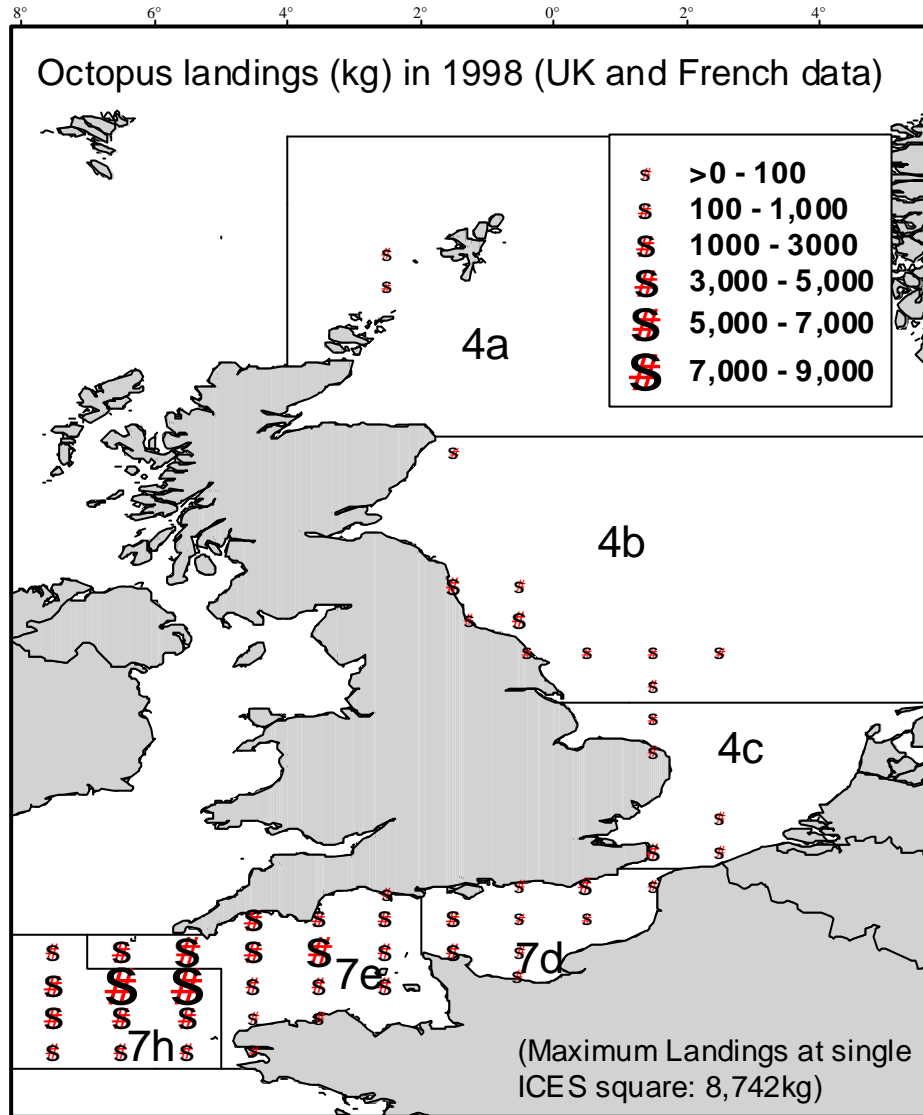 8° 6° 4° 2° 0° 2° 4°
Octopus landings (kg) in 1998 (UK and French data)
>0 - 100
100 - 1,000
1000 - 3000
3,000 - 5,000
5,000 - 7,000
7,000 - 9,000
4a
4b
4c
7d
7e
7h
(Maximum Landings at single
ICES square: 8,742kg)